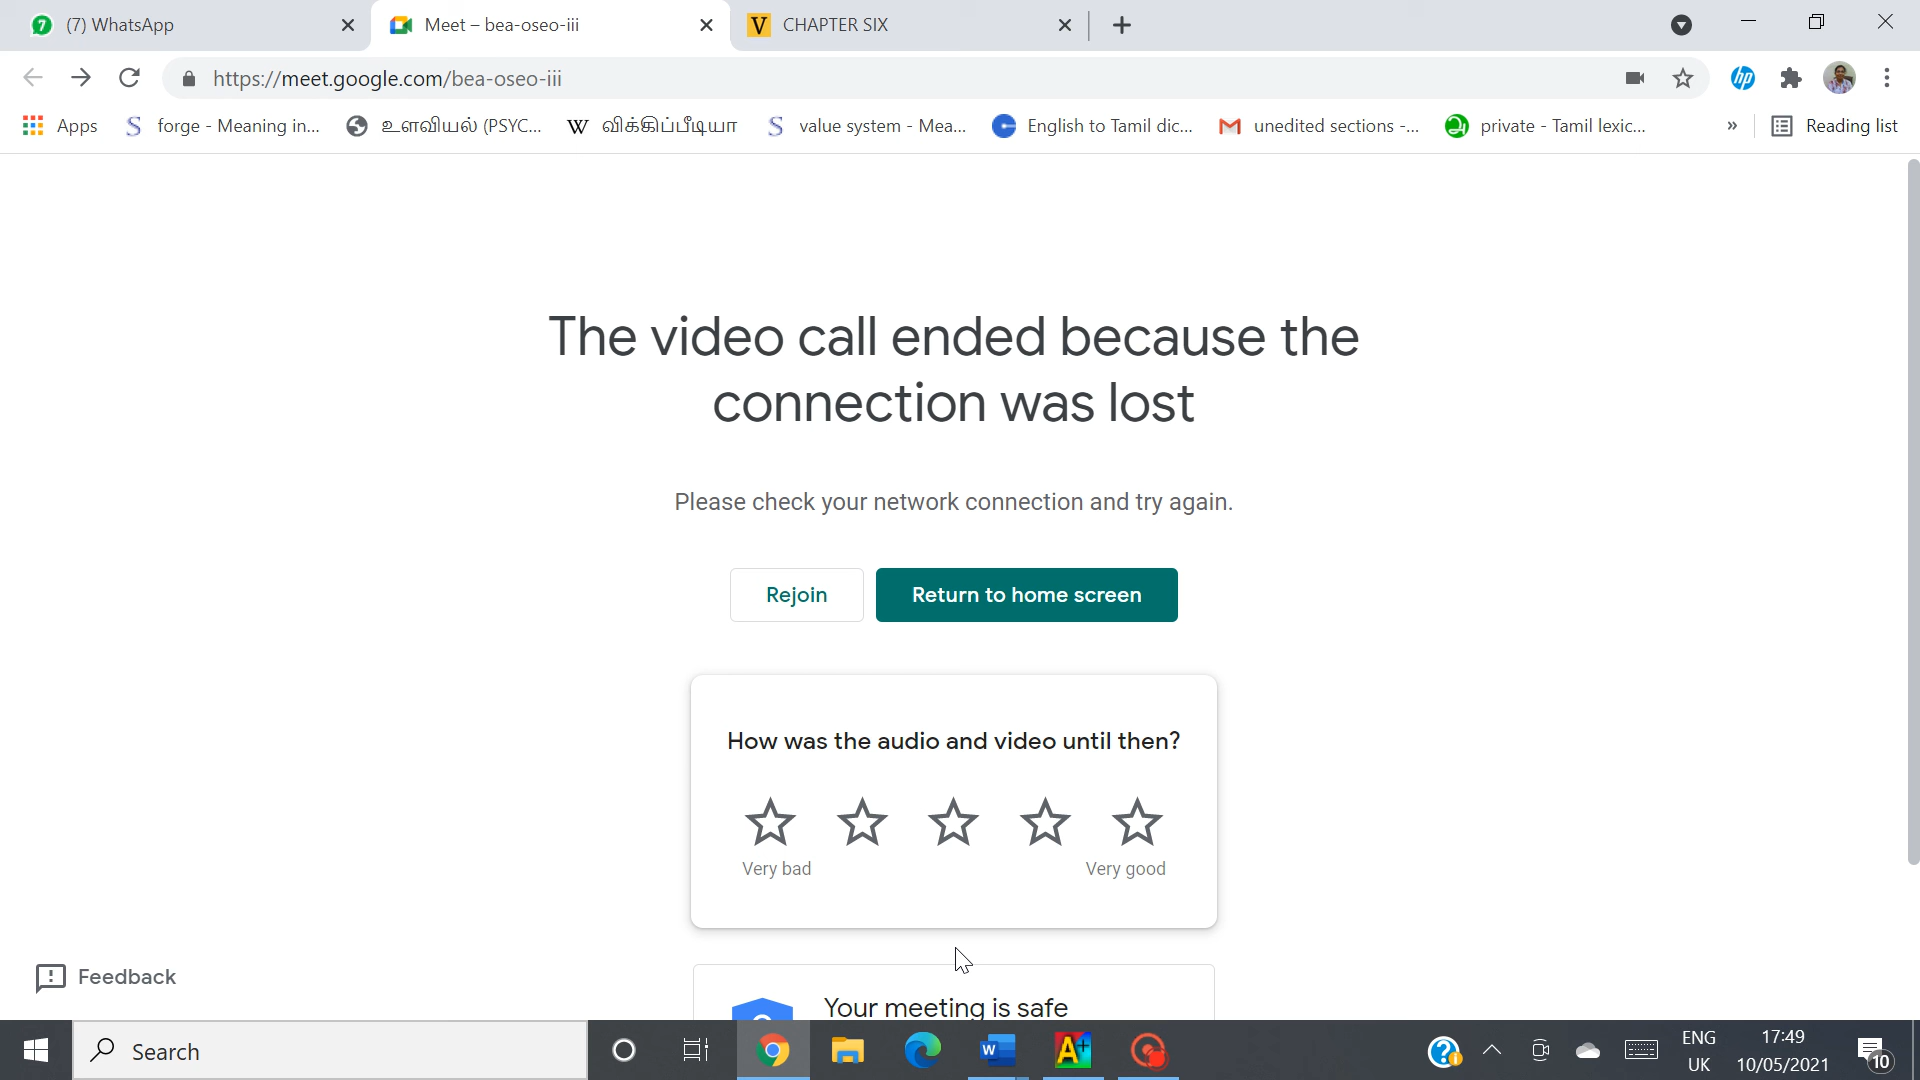 (7) WhatsApp
Meet – bea-oseo-iii
CHAPTER SIX
https://meet.google.com/bea-oseo-iii
Apps
forge - Meaning in...
உளவியல் (PSYC...
விக்கிப்பீடியா
value system - Mea...
English to Tamil dic...
unedited sections -...
private - Tamil lexic...
»
Reading list
The video call ended because the
connection was lost
Please check your network connection and try again.
Rejoin
Return to home screen
How was the audio and video until then?
Very bad
Very good
Feedback
Your meeting is safe
Search
ENG
UK
17:49
10/05/2021
10